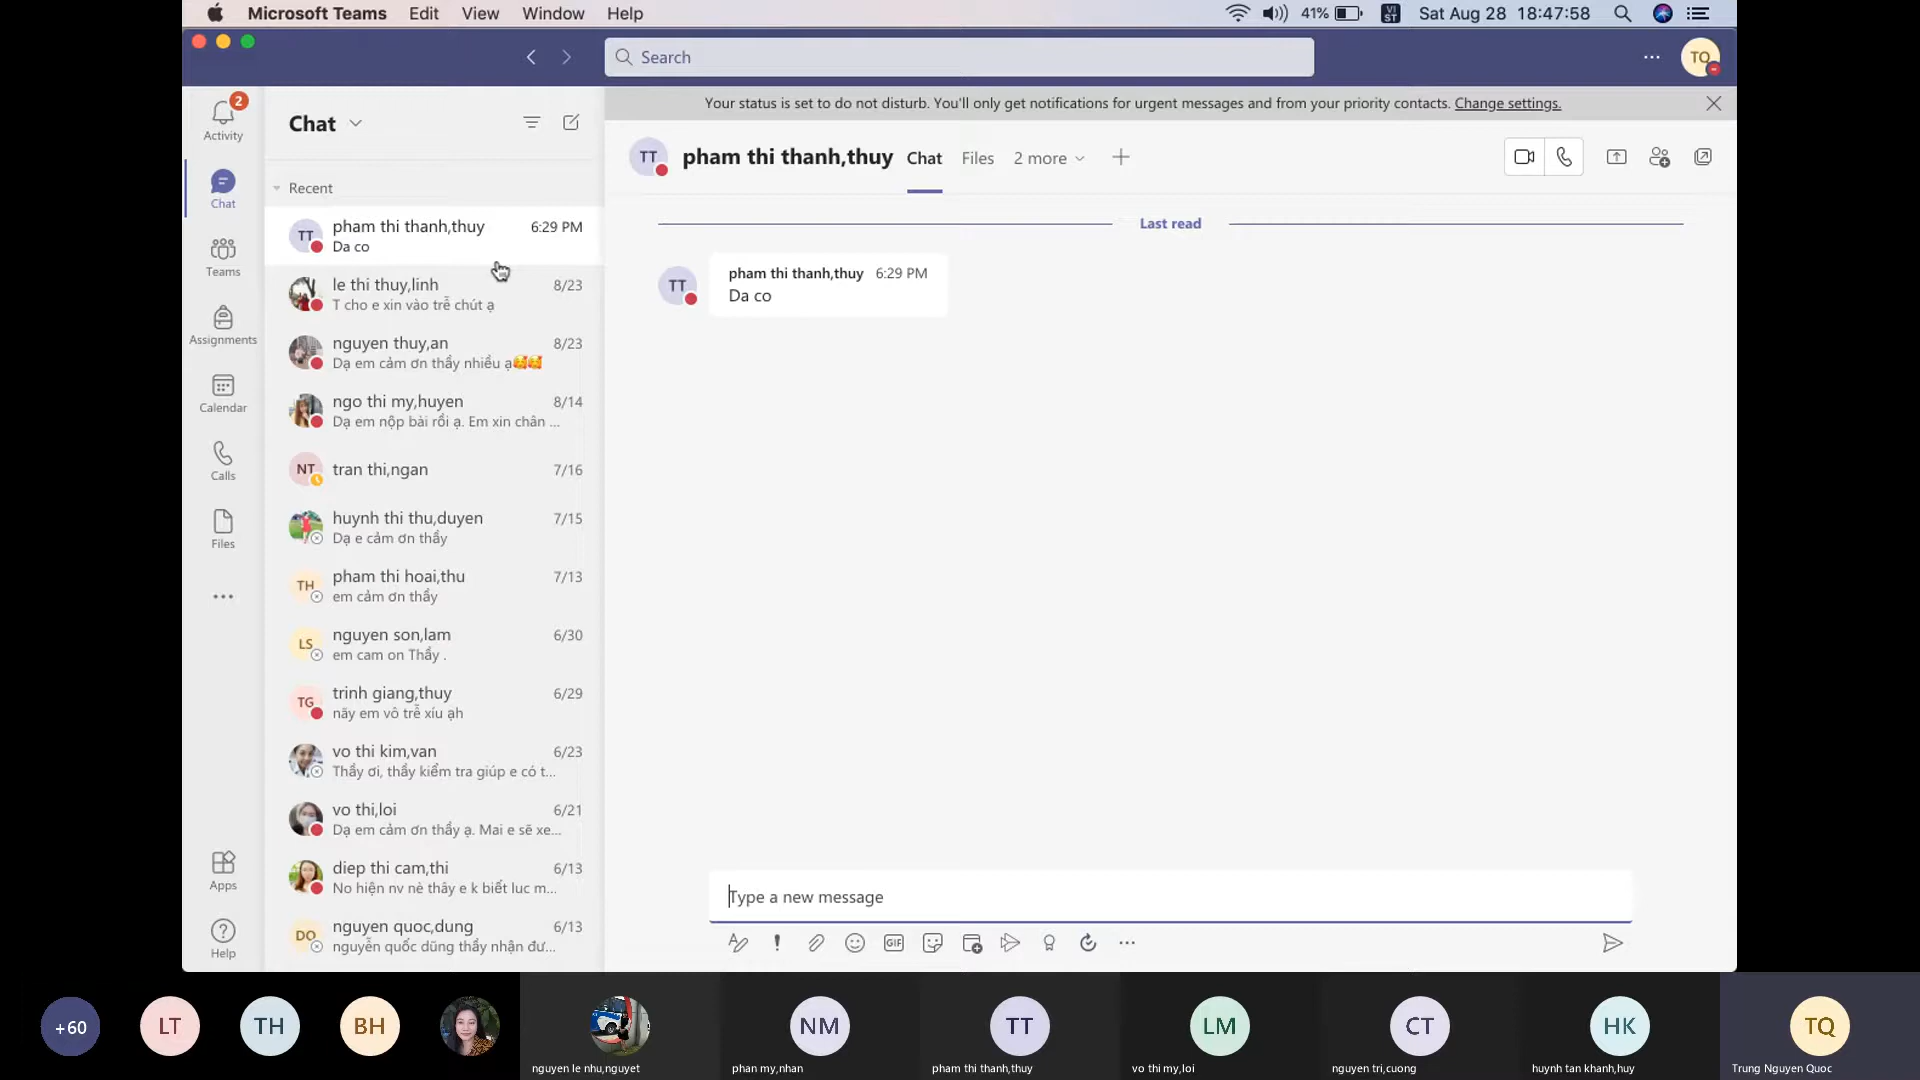 Microsoft Teams Edit View Window Help
41% VI ST Sat Aug 28 18:47:58
Search
TQ
Your status is set to do not disturb. You'll only get notifications for urgent messages and from your priority contacts. Change settings.
2
Activity
Chat
Teams
Assignments
Calendar
Calls
Files
Apps
Help
Chat
Recent
TT
pham thi thanh,thuy 6:29 PM
Da co
le thi thuy,linh 8/23
T cho e xin vào trễ chút ạ
nguyen thuy,an 8/23
Dạ em cảm ơn thầy nhiều ạ🥰🥰
ngo thi my,huyen 8/14
Dạ em nộp bài rồi ạ. Em xin chân ...
NT
tran thi,ngan 7/16
huynh thi thu,duyen 7/15
Dạ e cảm ơn thầy
TH
pham thi hoai,thu 7/13
em cảm ơn thầy
LS
nguyen son,lam 6/30
em cam on Thầy .
TG
trinh giang,thuy 6/29
nãy em vô trễ xíu ạh
vo thi kim,van 6/23
Thầy ơi, thầy kiểm tra giúp e có t...
vo thi,loi 6/21
Dạ em cảm ơn thầy ạ. Mai e sẽ xe...
diep thi cam,thi 6/13
No hiện nv nè thây e k biết luc m...
DQ
nguyen quoc,dung 6/13
nguyễn quốc dũng thầy nhận đư...
TT
pham thi thanh,thuy Chat Files 2 more
Last read
TT
pham thi thanh,thuy 6:29 PM
Da co
Type a new message
GIF
+60 LT TH BH NM TT LM CT HK TQ
nguyen le nhu,nguyet phan my,nhan pham thi thanh,thuy vo thi my,loi nguyen tri,cuong huynh tan khanh,huy Trung Nguyen Quoc